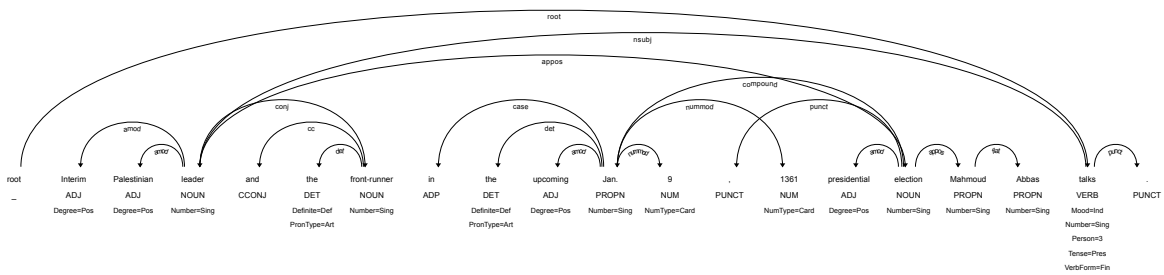 root
nsubj
appos
compound
conj case nummod punct
amod cc det
amod det amod nummod amod appos flat punct
root Interim Palestinian leader and the front-runner in the upcoming Jan. 9 , 1361 presidential election Mahmoud Abbas talks .
_ ADJ ADJ NOUN CCONJ DET NOUN ADP DET ADJ PROPN NUM PUNCT NUM ADJ NOUN PROPN PROPN VERB PUNCT
Degree=Pos Degree=Pos Number=Sing Definite=Def Number=Sing Definite=Def Degree=Pos Number=Sing NumType=Card NumType=Card Degree=Pos Number=Sing Number=Sing Number=Sing Mood=Ind
PronType=Art PronType=Art Number=Sing
Person=3
Tense=Pres
VerbForm=Fin